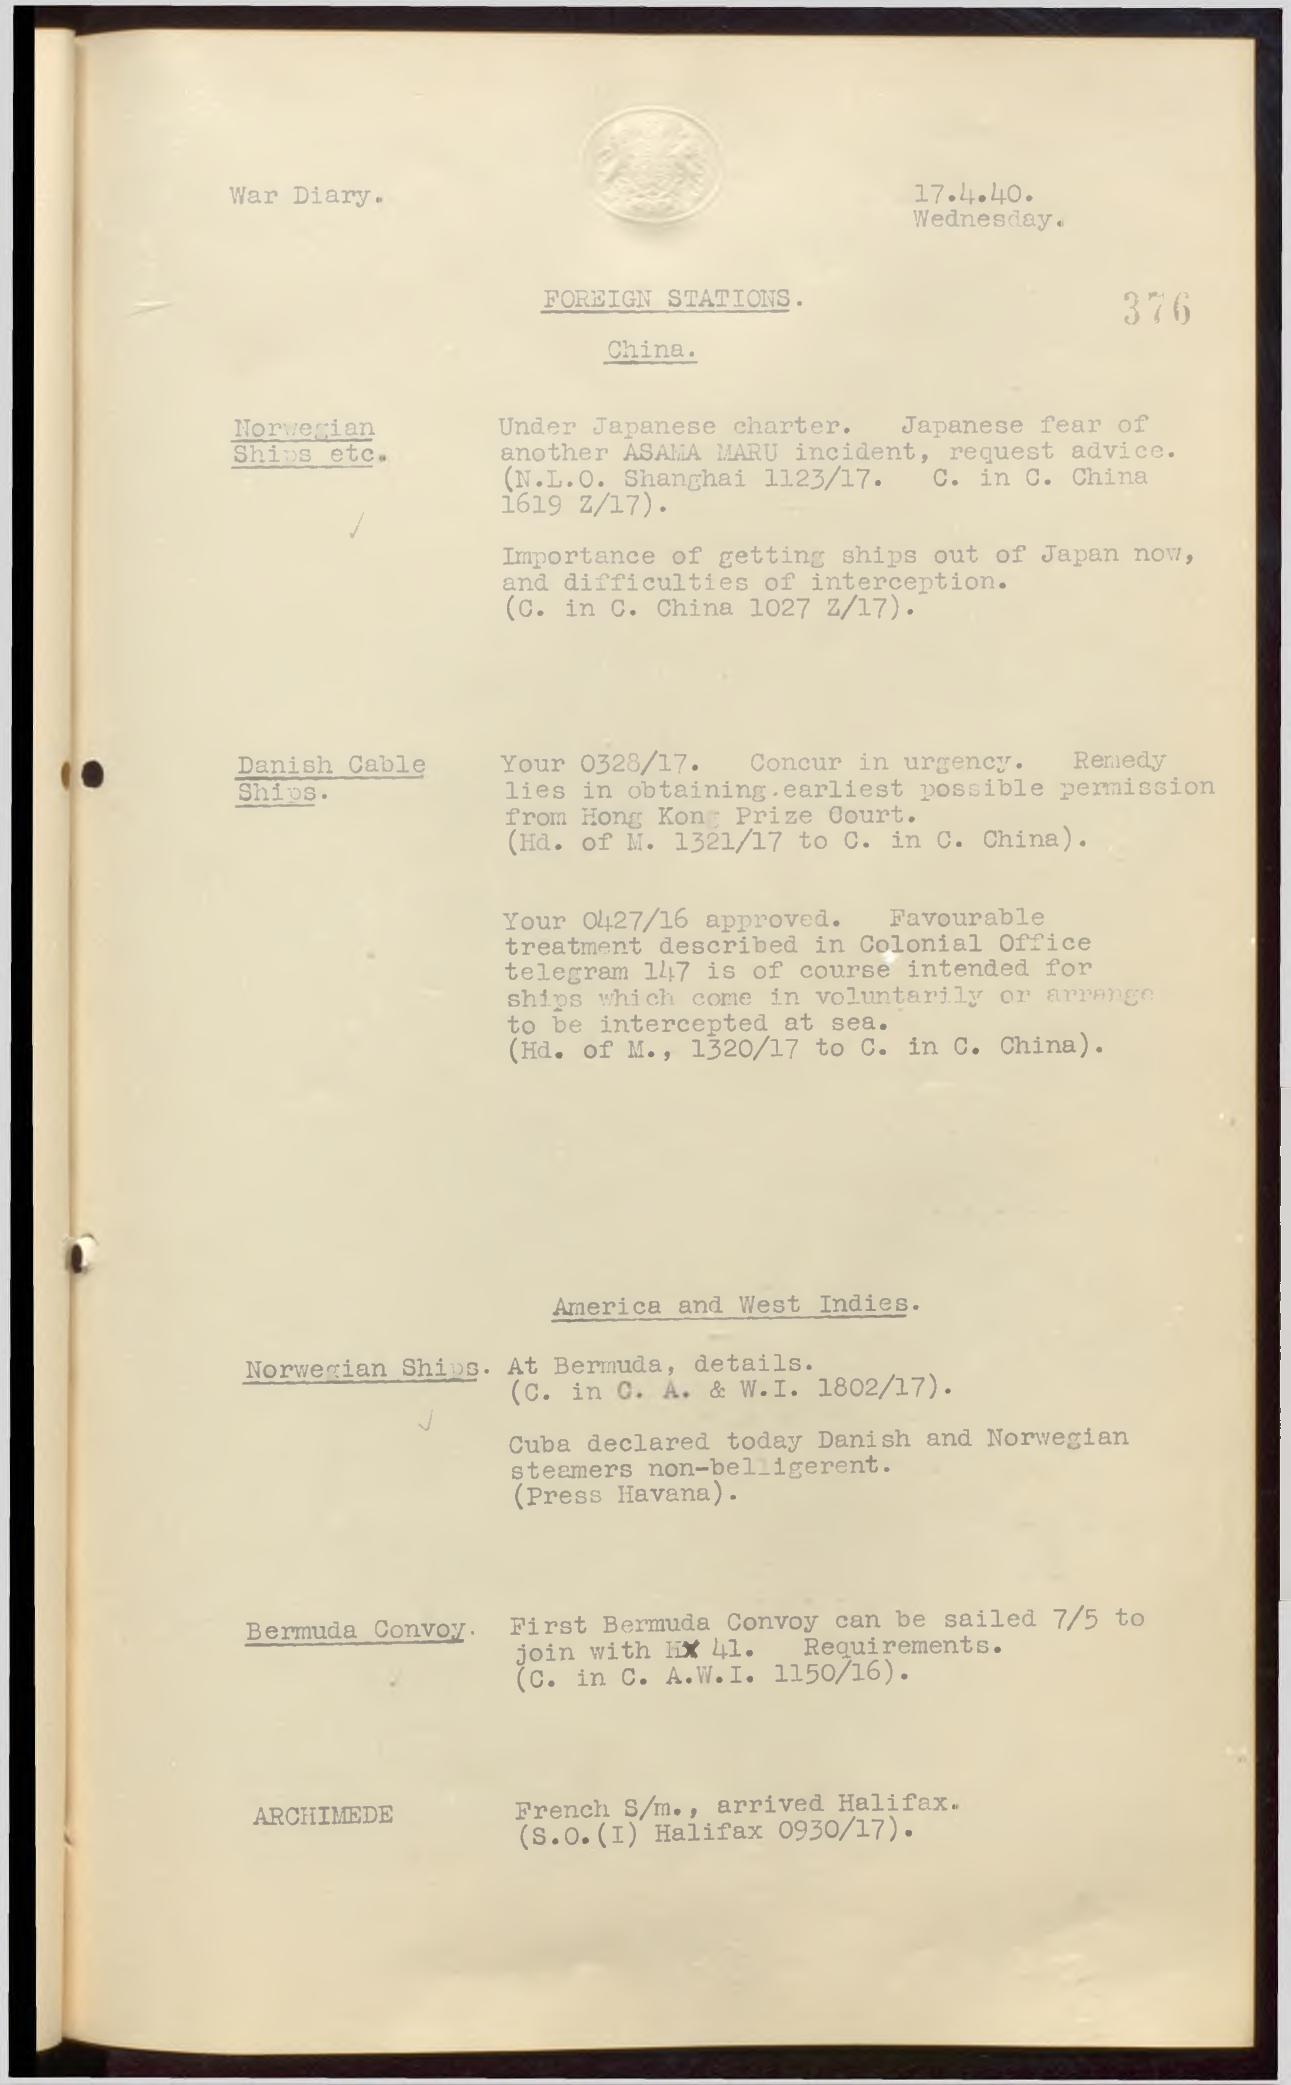 War Diary.
17.4.40.
Wednesday.
FOREIGN STATIONS.
376
China.
Norwegian
Ships etc.
Under Japanese charter. Japanese fear of
another ASAMA MARU incident, request advice.
(N.L.O. Shanghai 1123/17. C. in C. China
1619 Z/17).
Importance of getting ships out of Japan now,
and difficulties of interception.
(C. in C. China 1027 Z/17).
Danish Cable
Ships.
Your 0328/17. Concur in urgency. Remedy
lies in obtaining.earliest possible permission
from Hong Kong Prize Court.
(Hd. of M. 1321/17 to C. in C. China).
Your 0427/16 approved. Favourable
treatment described in Colonial Office
telegram 147 is of course intended for
ships which come in voluntarily or arrange
to be intercepted at sea.
(Hd. of M., 1320/17 to C. in C. China).
America and West Indies.
Norwegian Ships.
At Bermuda, details.
(C. in C. A. & W.I. 1802/17).
Cuba declared today Danish and Norwegian
steamers non-belligerent.
(Press Havana).
Bermuda Convoy.
First Bermuda Convoy can be sailed 7/5 to
join with HX 41. Requirements.
(C. in C. A.W.I. 1150/16).
ARCHIMEDE
French S/m., arrived Halifax.
(S.O.(I) Halifax 0930/17).